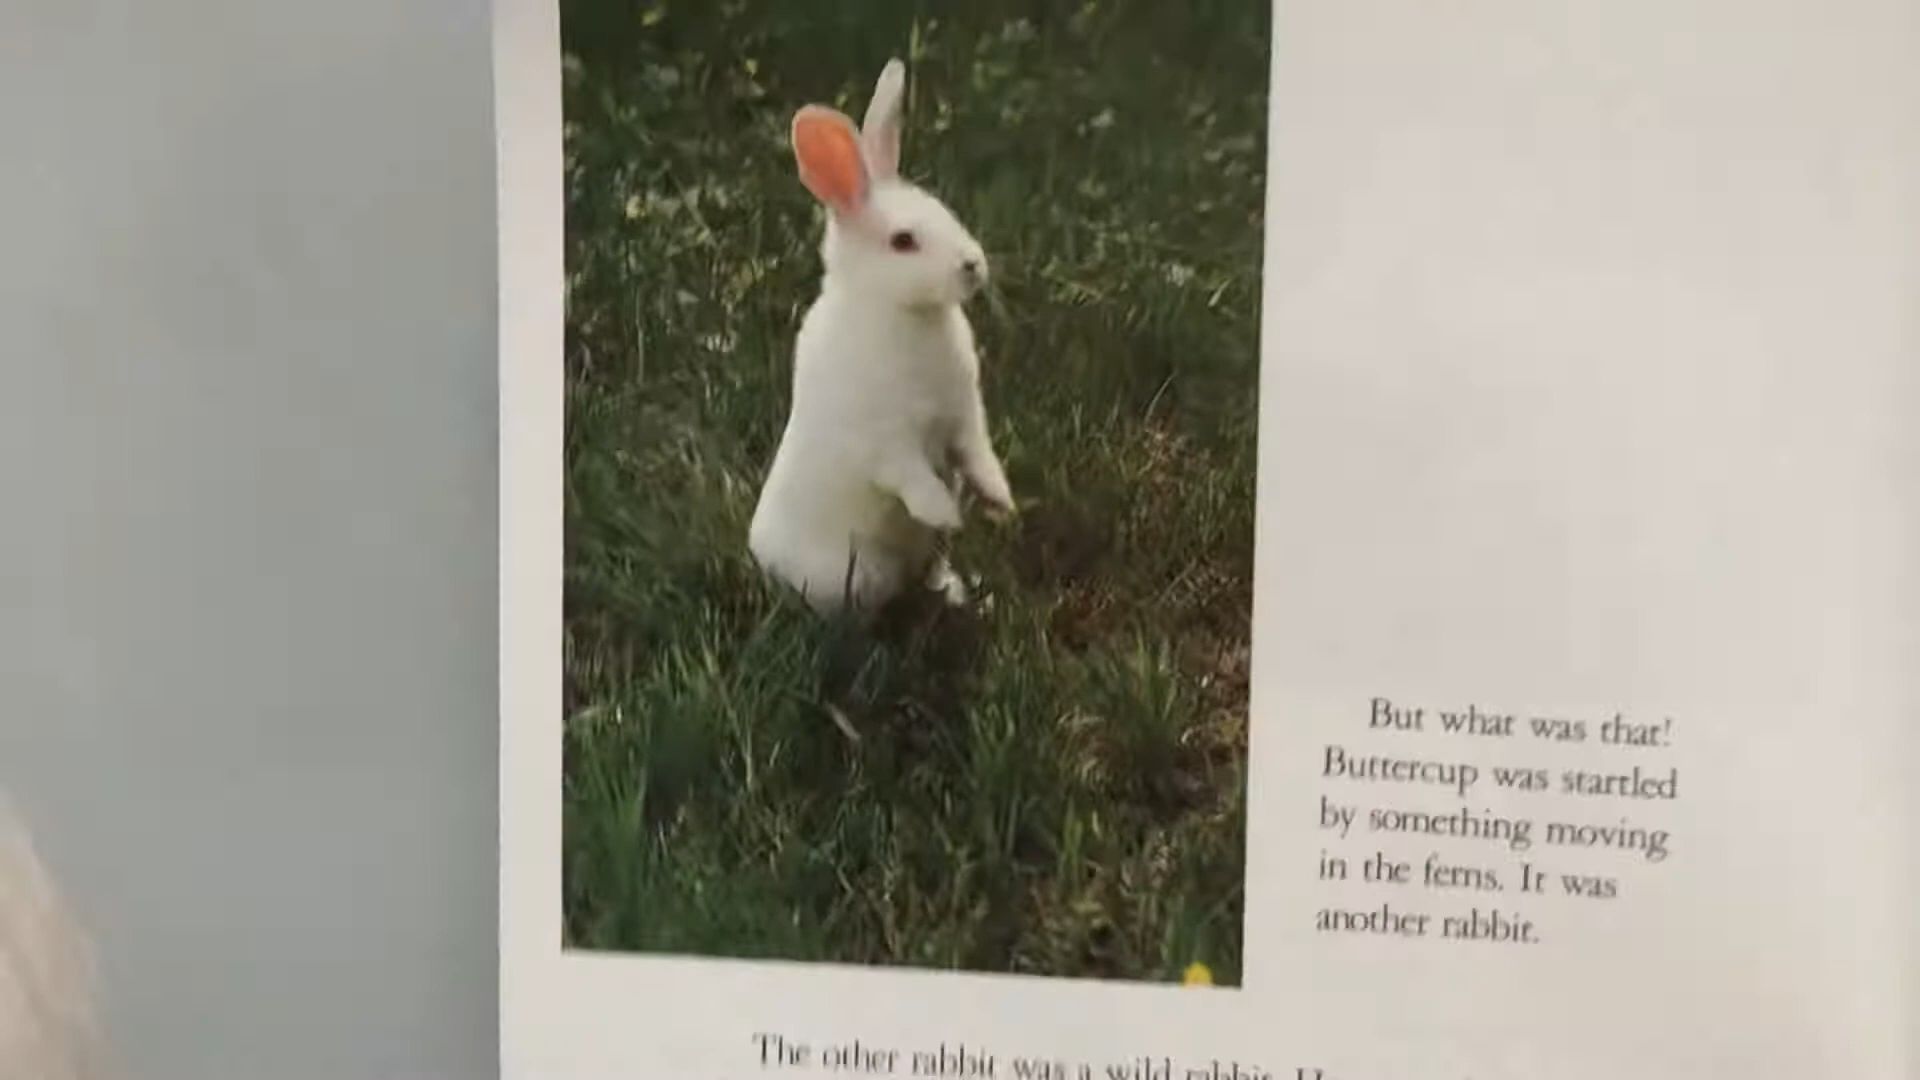 But what was that!
Buttercup was startled
by something moving
in the ferns. It was
another rabbit.
The other rabbit was a wild rabbit.